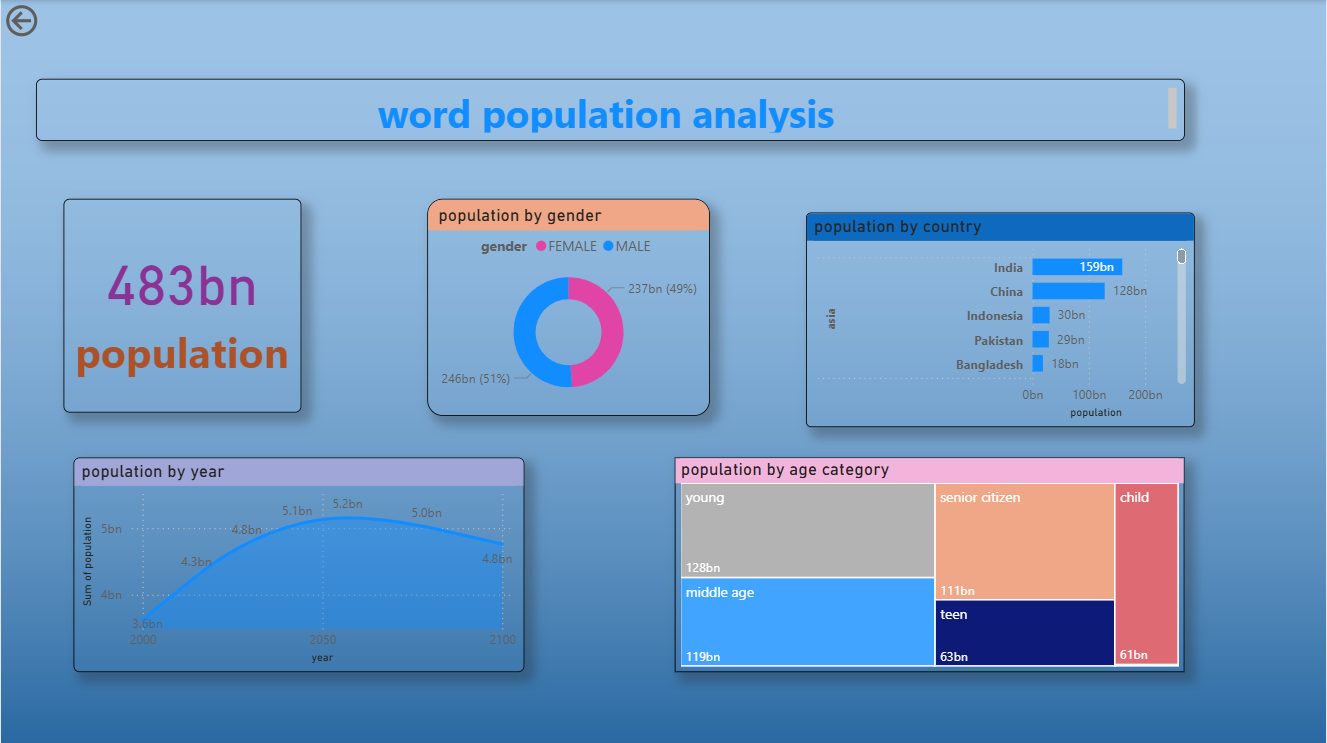 word population analysis
483bn
population
population by gender
gender FEMALE MALE
237bn (49%)
246bn (51%)
population by country
asia
India 159bn
China 128bn
Indonesia 30bn
Pakistan 29bn
Bangladesh 18bn
0bn 100bn 200bn
population
population by year
Sum of population
5bn
4bn
3.6bn
4.3bn
4.8bn
5.1bn
5.2bn
5.0bn
4.8bn
2000 2050 2100
year
population by age category
young
128bn
middle age
119bn
senior citizen
111bn
teen
63bn
child
61bn